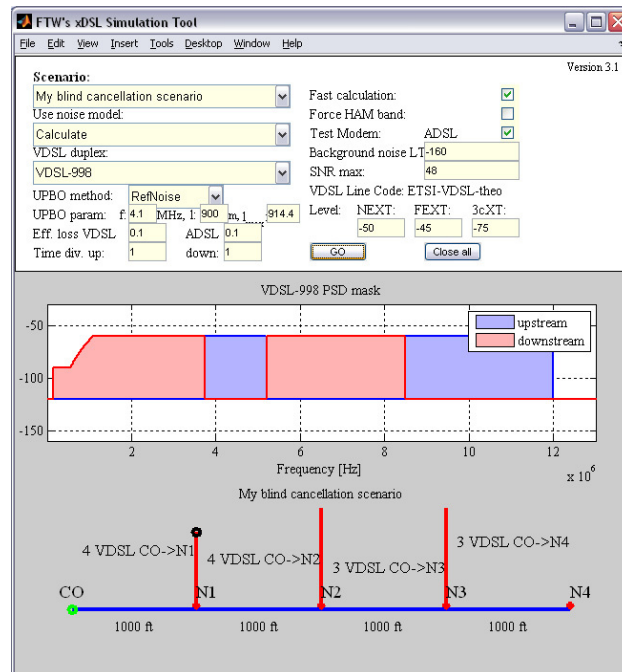 FTW's xDSL Simulation Tool
File Edit View Insert Tools Desktop Window Help
Version 3.1
Scenario:
My blind cancellation scenario
Use noise model:
Calculate
VDSL duplex:
VDSL-998
UPBO method: RefNoise
UPBO param: f: 4.1 MHz, l: 900 m, l 914.4
Eff. loss VDSL 0.1 ADSL 0.1
Time div. up: 1 down: 1
Fast calculation:
Force HAM band:
Test Modem: ADSL
Background noise LT -160
SNR max: 48
VDSL Line Code: ETSI-VDSL-theo
Level: NEXT: FEXT: 3cXT:
-50 -45 -75
GO Close all
VDSL-998 PSD mask
-50
-100
-150
upstream
downstream
2 4 6 8 10 12
Frequency [Hz]
x 10^6
My blind cancellation scenario
4 VDSL CO->N1
4 VDSL CO->N2
3 VDSL CO->N3
3 VDSL CO->N4
CO N1 N2 N3 N4
1000 ft 1000 ft 1000 ft 1000 ft